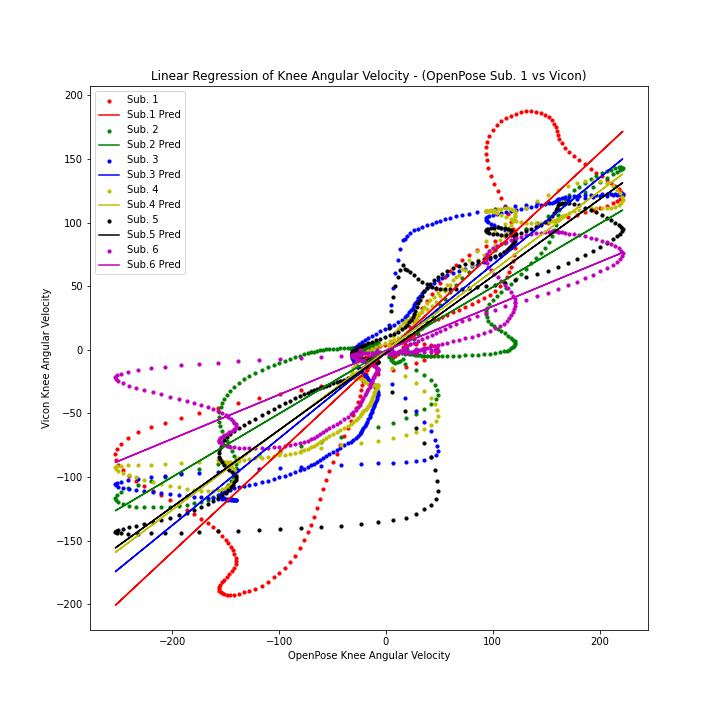 Linear Regression of Knee Angular Velocity - (OpenPose Sub. 1 vs Vicon)
Sub. 1
Sub.1 Pred
Sub. 2
Sub.2 Pred
Sub. 3
Sub.3 Pred
Sub. 4
Sub.4 Pred
Sub. 5
Sub.5 Pred
Sub. 6
Sub.6 Pred
200
150
100
50
0
−50
−100
−150
−200
Vicon Knee Angular Velocity
−200
−100
0
100
200
OpenPose Knee Angular Velocity